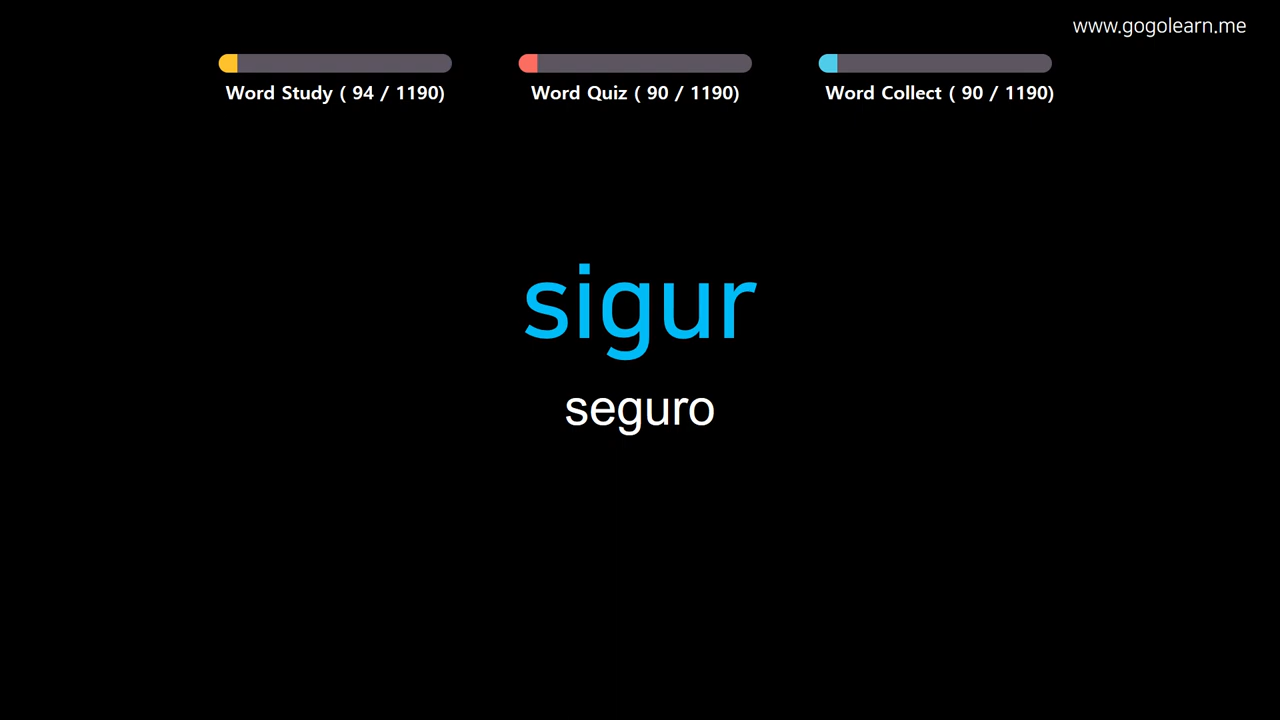 www.gogolearn.me
Word Study ( 94 / 1190)
Word Quiz ( 90 / 1190)
Word Collect ( 90 / 1190)
sigur
seguro